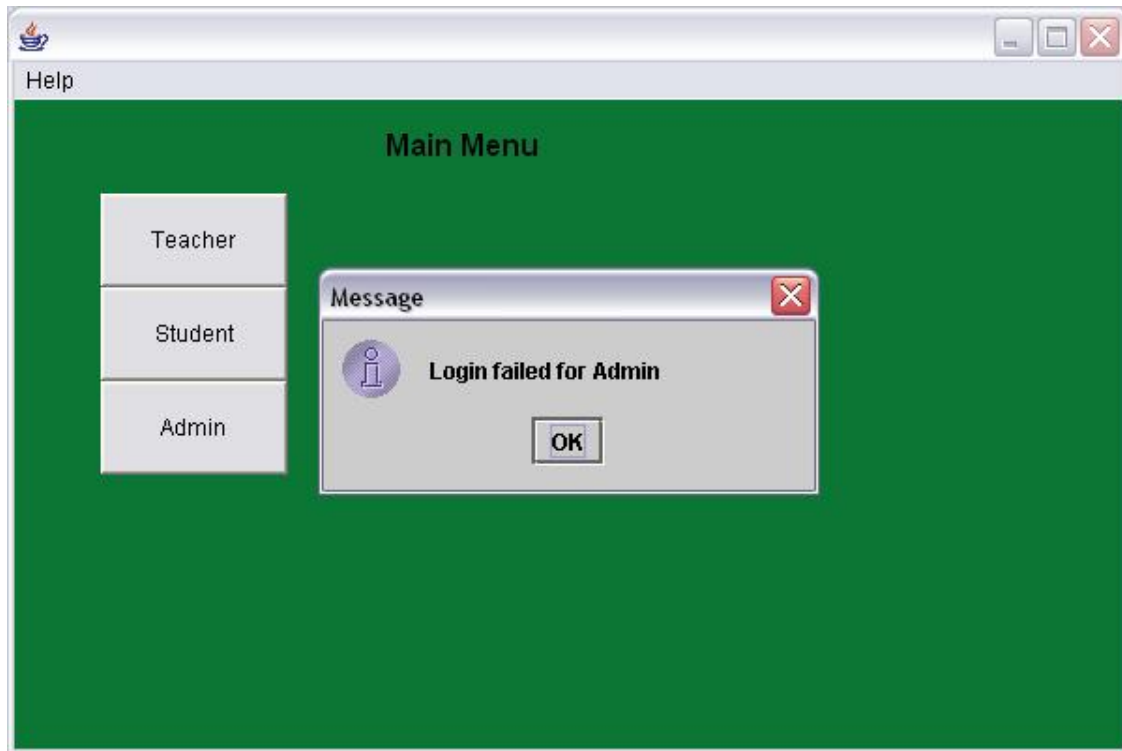 Help
Main Menu
Teacher
Student
Admin
Message
Login failed for Admin
OK